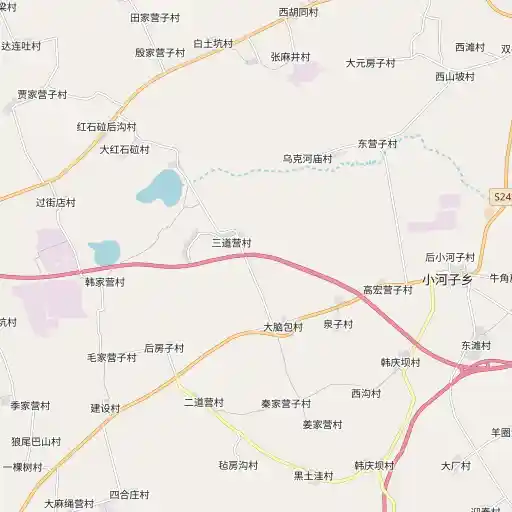 梁村
西胡同村
田家营子村
达连吐村
白土坑村
西滩村
双
殷家营子村
张麻井村
大元房子村
西山坡村
贾家营子村
红石砬后沟村
大红石砬村
东营子村
乌克河庙村
过街店村
S24
三道营村
后小河子村
韩家营村
小河子乡
牛角
高宏营子村
坑村
大脑包村
泉子村
后房子村
东滩村
毛家营子村
韩庆坝村
西沟村
季家营村
建设村
二道营村
秦家营子村
姜家营村
羊圈
狼尾巴山村
一棵树村
毡房沟村
韩庆坝村
大厂村
黑土洼村
四合庄村
大麻绳营村